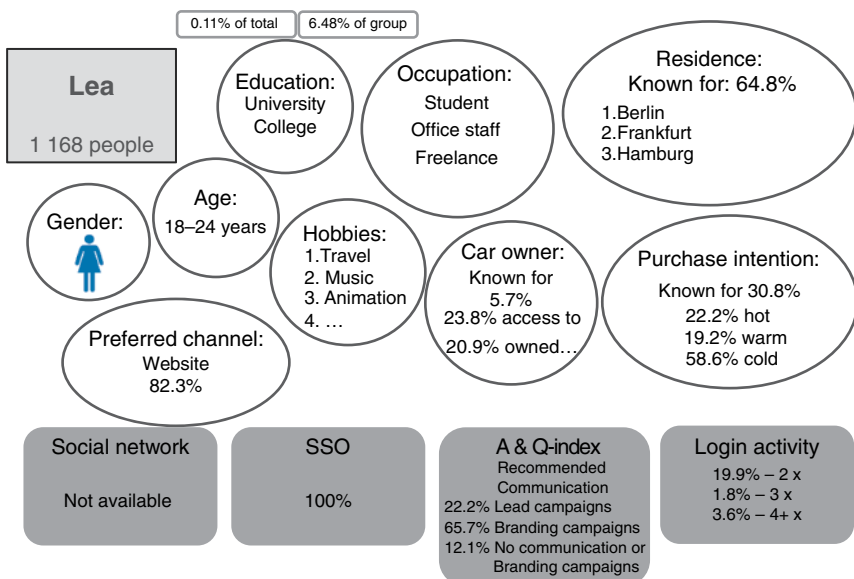 0.11% of total
6.48% of group
Lea
1 168 people
Education:
University
College
Occupation:
Student
Office staff
Freelance
Residence:
Known for: 64.8%
1.Berlin
2.Frankfurt
3.Hamburg
Gender:
Age:
18–24 years
Hobbies:
1.Travel
2. Music
3. Animation
4. …
Car owner:
Known for
5.7%
23.8% access to
20.9% owned…
Purchase intention:
Known for 30.8%
22.2% hot
19.2% warm
58.6% cold
Preferred channel:
Website
82.3%
Social network
Not available
SSO
100%
A & Q-index
Recommended
Communication
22.2% Lead campaigns
65.7% Branding campaigns
12.1% No communication or
Branding campaigns
Login activity
19.9% – 2 x
1.8% – 3 x
3.6% – 4+ x